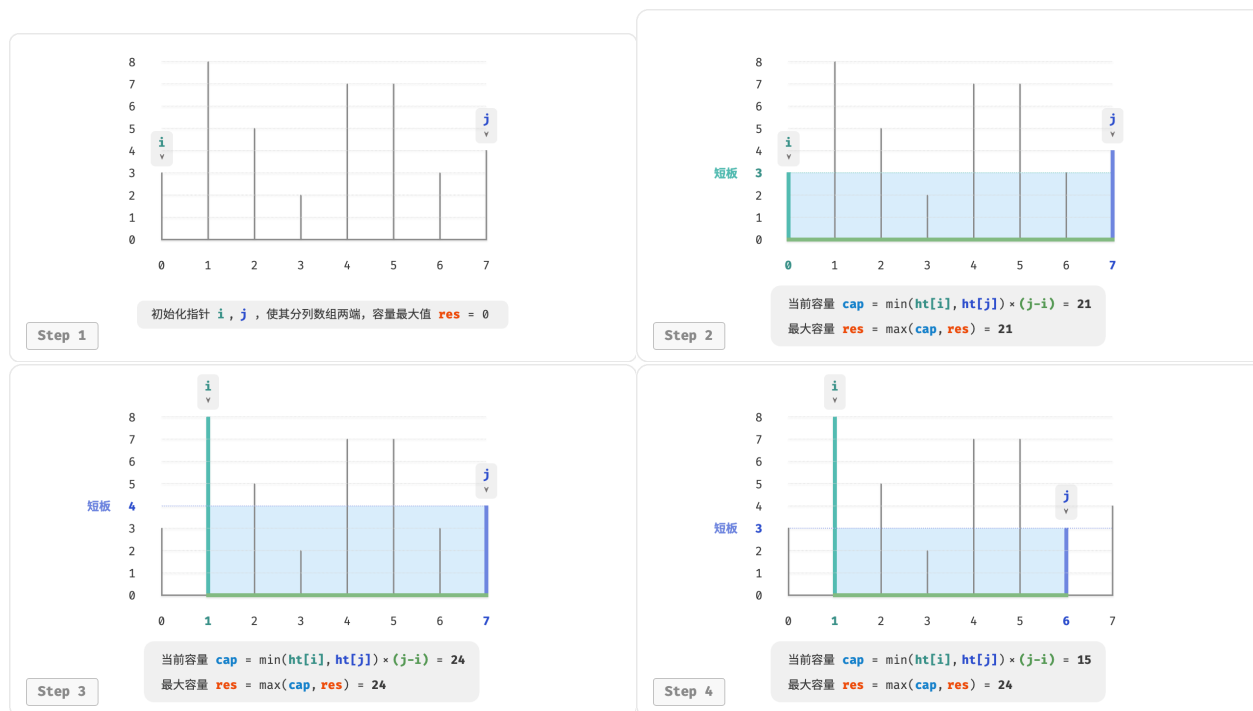 8
7
6
5
4
3
2
1
0
i
j
0 1 2 3 4 5 6 7
初始化指针 i , j ，使其分列数组两端，容量最大值 res = 0
Step 1
8
7
6
5
4
短板 3
2
1
0
i
j
0 1 2 3 4 5 6 7
当前容量 cap = min(ht[i],ht[j])×(j-i) = 21
最大容量 res = max(cap,res) = 21
Step 2
i
8
7
6
5
短板 4
3
2
1
0
j
0 1 2 3 4 5 6 7
当前容量 cap = min(ht[i],ht[j])×(j-i) = 24
最大容量 res = max(cap,res) = 24
Step 3
i
8
7
6
5
4
短板 3
2
1
0
j
0 1 2 3 4 5 6 7
当前容量 cap = min(ht[i],ht[j])×(j-i) = 15
最大容量 res = max(cap,res) = 24
Step 4